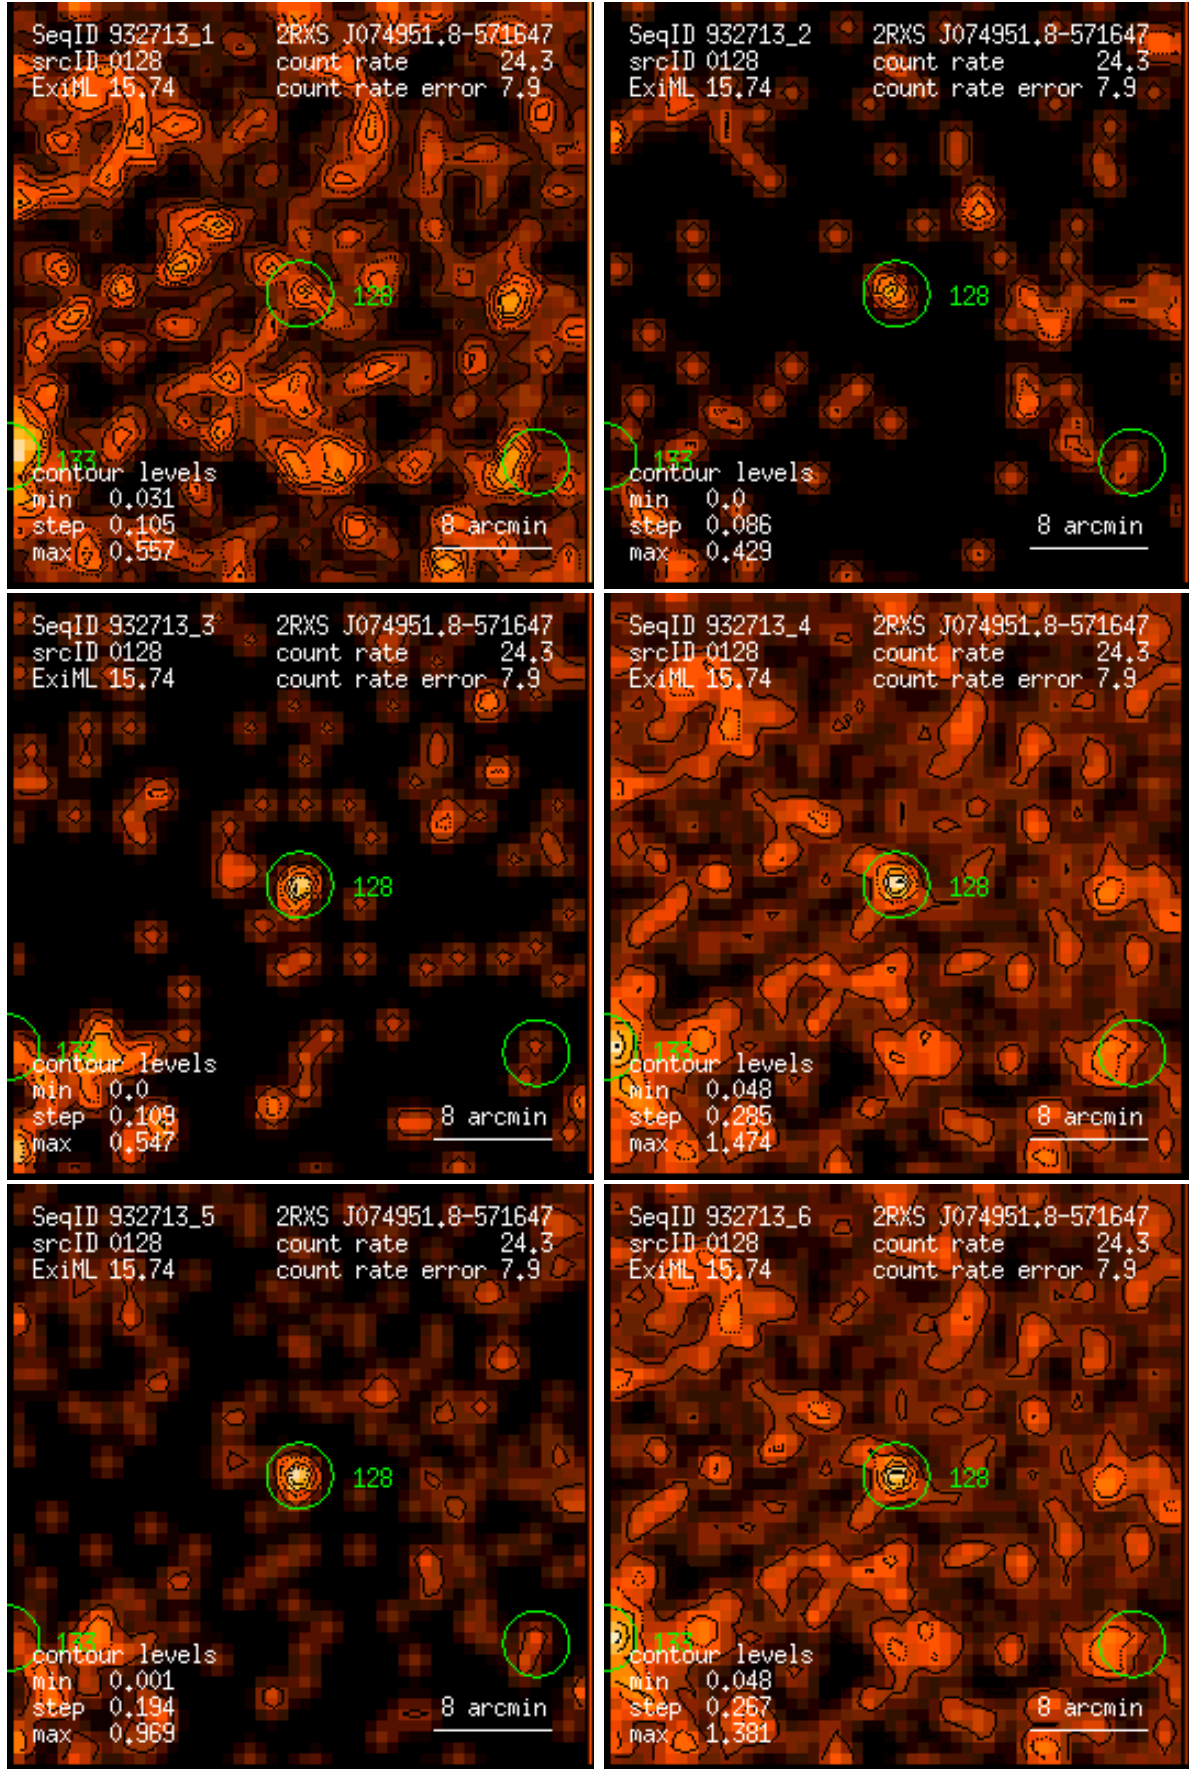 SeqID 932713_1 2RXS J074951.8-571647
srcID 0128 count rate 24.3
ExiML 15.74 count rate error 7.9
128
133
contour levels
min 0.031
step 0.105 8 arcmin
max 0.557
SeqID 932713_2 2RXS J074951.8-571647
srcID 0128 count rate 24.3
ExiML 15.74 count rate error 7.9
128
133
contour levels
min 0.0
step 0.086 8 arcmin
max 0.429
SeqID 932713_3 2RXS J074951.8-571647
srcID 0128 count rate 24.3
ExiML 15.74 count rate error 7.9
128
133
contour levels
min 0.0
step 0.109 8 arcmin
max 0.547
SeqID 932713_4 2RXS J074951.8-571647
srcID 0128 count rate 24.3
ExiML 15.74 count rate error 7.9
128
133
contour levels
min 0.048
step 0.285 8 arcmin
max 1.474
SeqID 932713_5 2RXS J074951.8-571647
srcID 0128 count rate 24.3
ExiML 15.74 count rate error 7.9
128
133
contour levels
min 0.001
step 0.194 8 arcmin
max 0.969
SeqID 932713_6 2RXS J074951.8-571647
srcID 0128 count rate 24.3
ExiML 15.74 count rate error 7.9
128
133
contour levels
min 0.048
step 0.267 8 arcmin
max 1.381